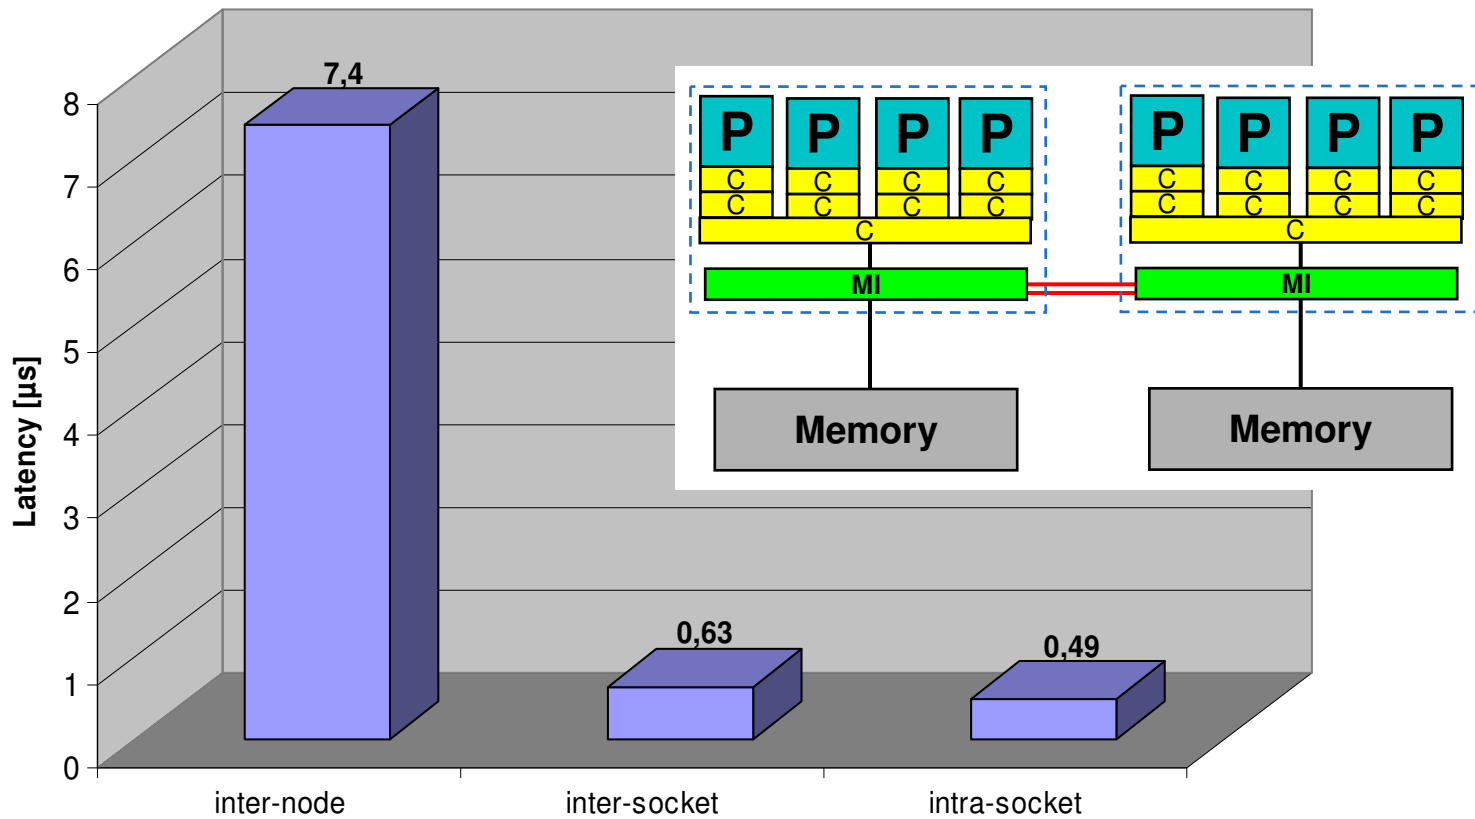 7,4
8
7
6
5
4
3
2
1
0
Latency [µs]
0,63
0,49
inter-node
inter-socket
intra-socket
P P P P
C C C C
C C C C
C
MI
Memory
P P P P
C C C C
C C C C
C
MI
Memory